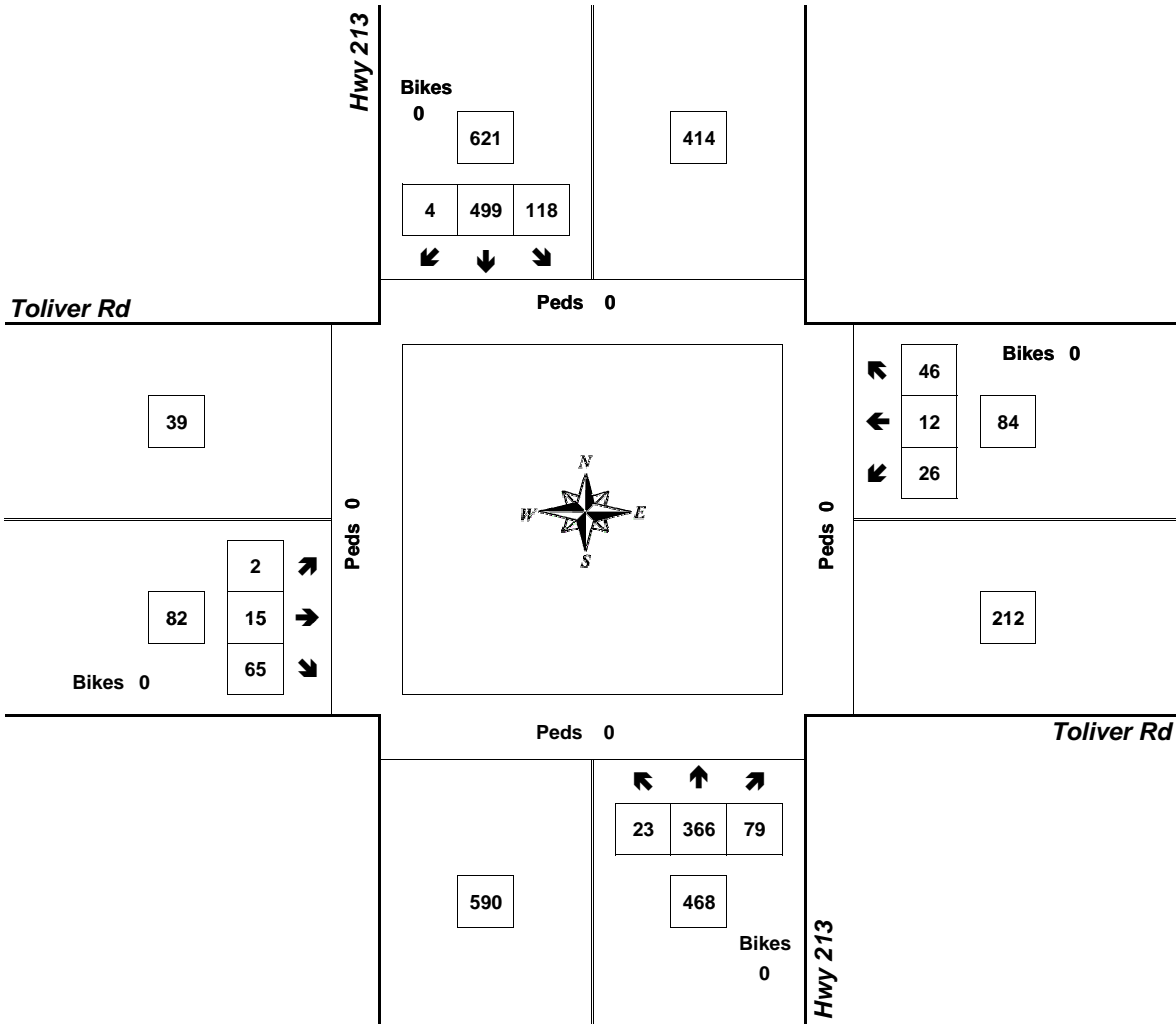 Hwy 213
Bikes
0
621
414
4 499 118
Peds 0
Toliver Rd
46
Bikes 0
39
12
84
26
N
W E
S
Peds 0
Peds 0
2
82
15
212
65
Bikes 0
Peds 0
Toliver Rd
23 366 79
590
468
Bikes
0
Hwy 213